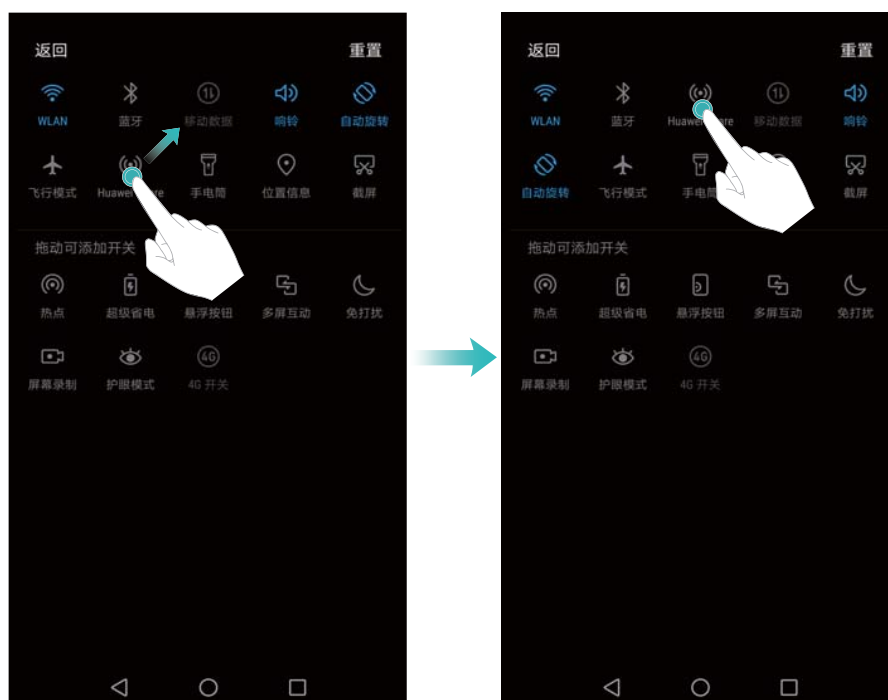 返回 重置
WLAN 蓝牙 移动数据 响铃 自动旋转
飞行模式 手电筒 位置信息 截屏
拖动可添加开关
热点 超级省电 悬浮按钮 多屏互动 免打扰
屏幕录制 护眼模式 4G 开关
返回 重置
WLAN 蓝牙 移动数据 响铃
自动旋转 飞行模式 截屏
拖动可添加开关
热点 超级省电 悬浮按钮 多屏互动 免打扰
屏幕录制 护眼模式 4G 开关